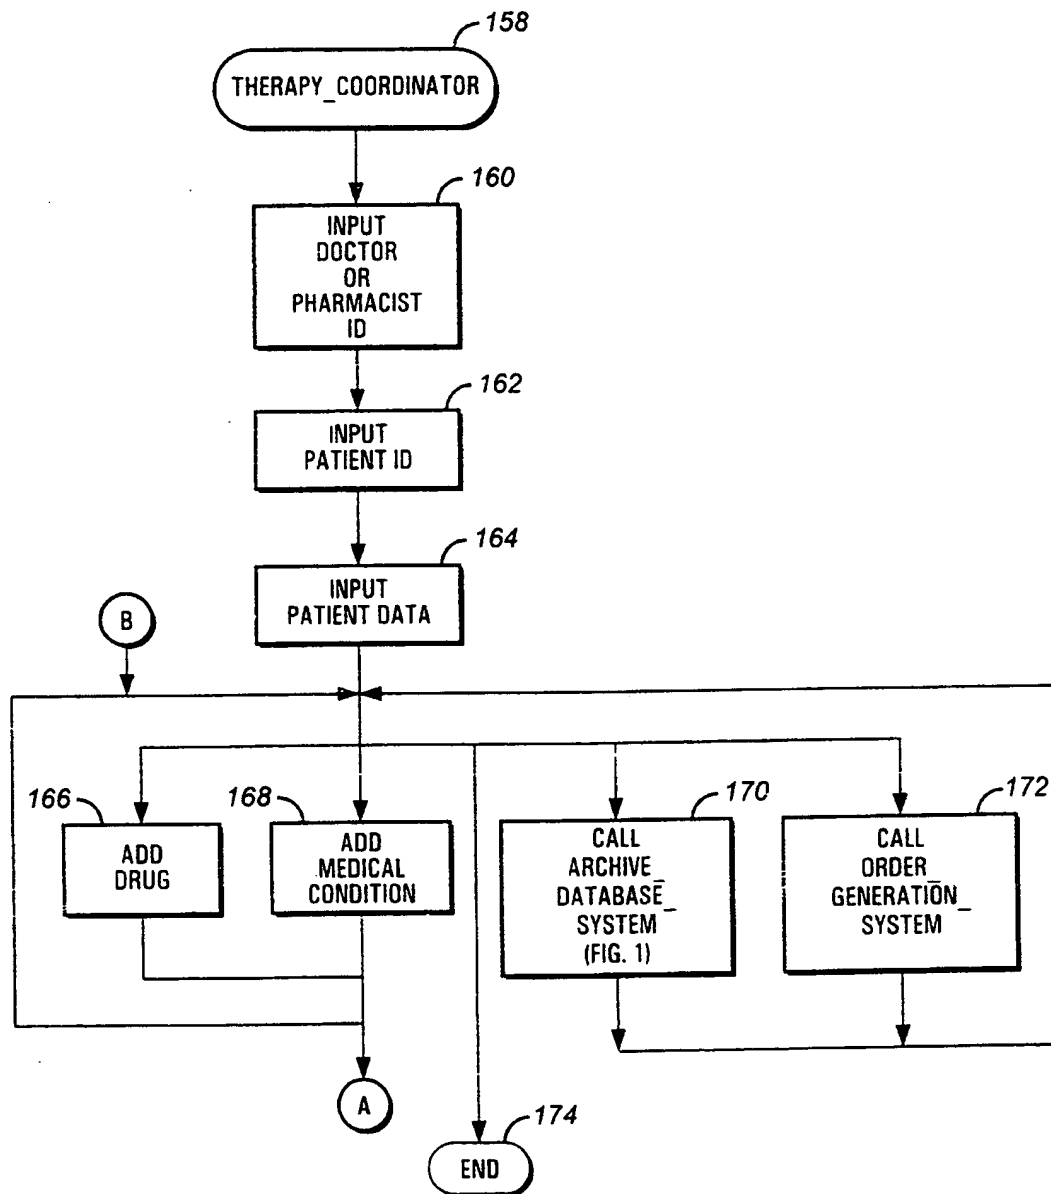 158
THERAPY_COORDINATOR
160
INPUT
DOCTOR
OR
PHARMACIST
ID
162
INPUT
PATIENT ID
164
INPUT
PATIENT DATA
B
166
ADD
DRUG
168
ADD
MEDICAL
CONDITION
170
CALL
ARCHIVE_
DATABASE_
SYSTEM
(FIG. 1)
172
CALL
ORDER_
GENERATION_
SYSTEM
A
174
END